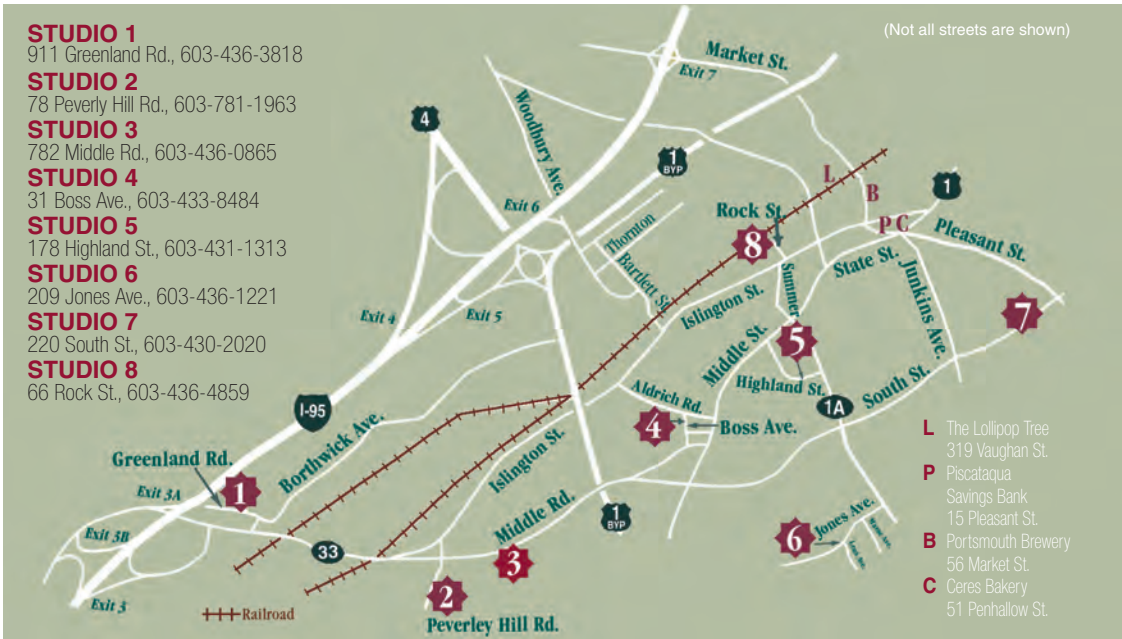 STUDIO 1
911 Greenland Rd., 603-436-3818
STUDIO 2
78 Peverly Hill Rd., 603-781-1963
STUDIO 3
782 Middle Rd., 603-436-0865
STUDIO 4
31 Boss Ave., 603-433-8484
STUDIO 5
178 Highland St., 603-431-1313
STUDIO 6
209 Jones Ave., 603-436-1221
STUDIO 7
220 South St., 603-430-2020
STUDIO 8
66 Rock St., 603-436-4859
(Not all streets are shown)
Market St.
Exit 7
Woodbury Ave.
4
1
BYP
L
B
1
Exit 6
Rock St.
P C
Pleasant St.
Thornton
8
State St.
Bartlett St.
Summer
Junkins Ave.
Islington St.
7
Exit 4
Exit 5
Middle St.
5
Highland St.
South St.
Aldrich Rd.
1A
I-95
4
Boss Ave.
Borthwick Ave.
Greenland Rd.
Islington St.
1
Exit 3A
Middle Rd.
1
BYP
Exit 3B
33
3
Jones Ave.
6
2
Exit 3
Railroad
Peverley Hill Rd.
L The Lollipop Tree
319 Vaughan St.
P Piscataqua
Savings Bank
15 Pleasant St.
B Portsmouth Brewery
56 Market St.
C Ceres Bakery
51 Penhallow St.